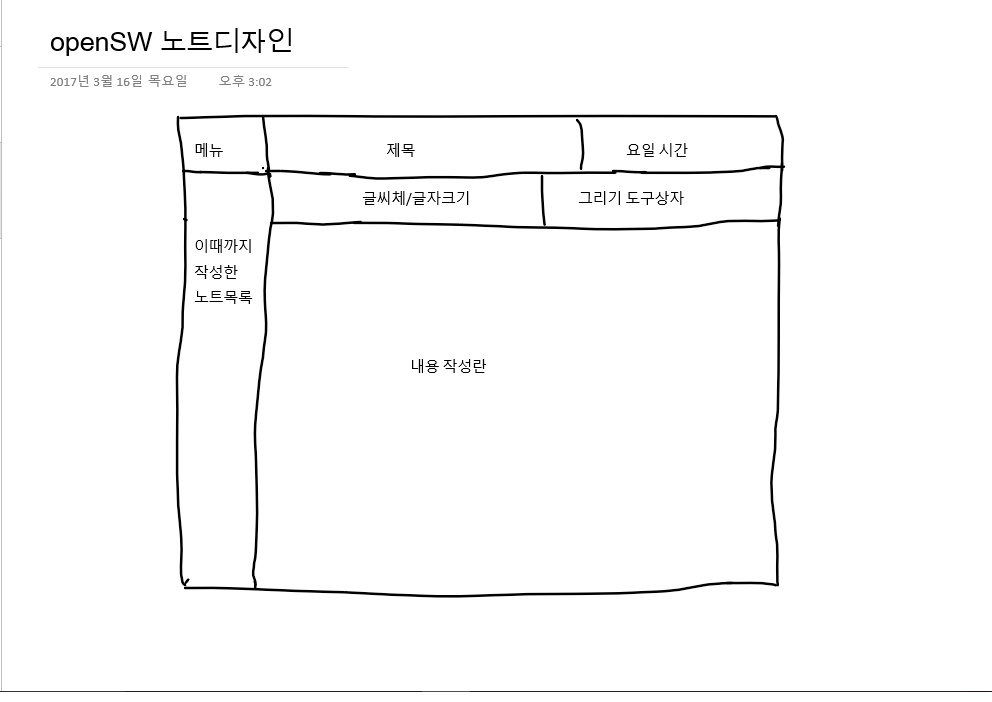 openSW 노트디자인
2017년 3월 16일 목요일 오후 3:02
메뉴 제목 요일 시간
글씨체/글자크기 그리기 도구상자
이때까지
작성한
노트목록
내용 작성란